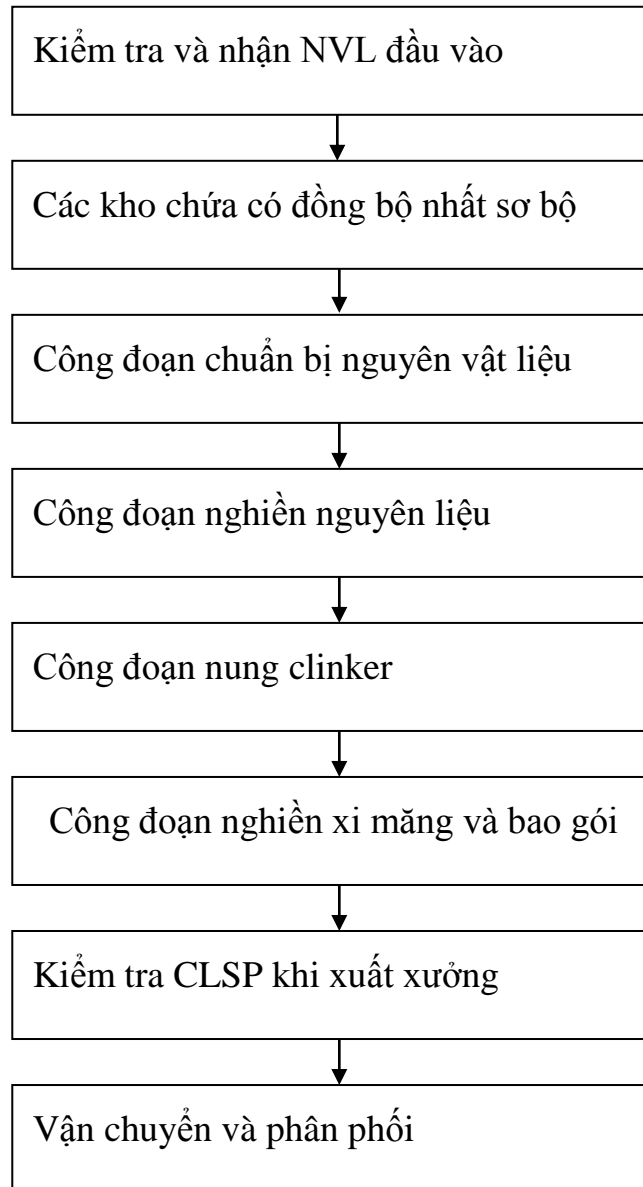 Kiểm tra và nhận NVL đầu vào
Các kho chứa có đồng bộ nhất sơ bộ
Công đoạn chuẩn bị nguyên vật liệu
Công đoạn nghiền nguyên liệu
Công đoạn nung clinker
Công đoạn nghiền xi măng và bao gói
Kiểm tra CLSP khi xuất xưởng
Vận chuyển và phân phối